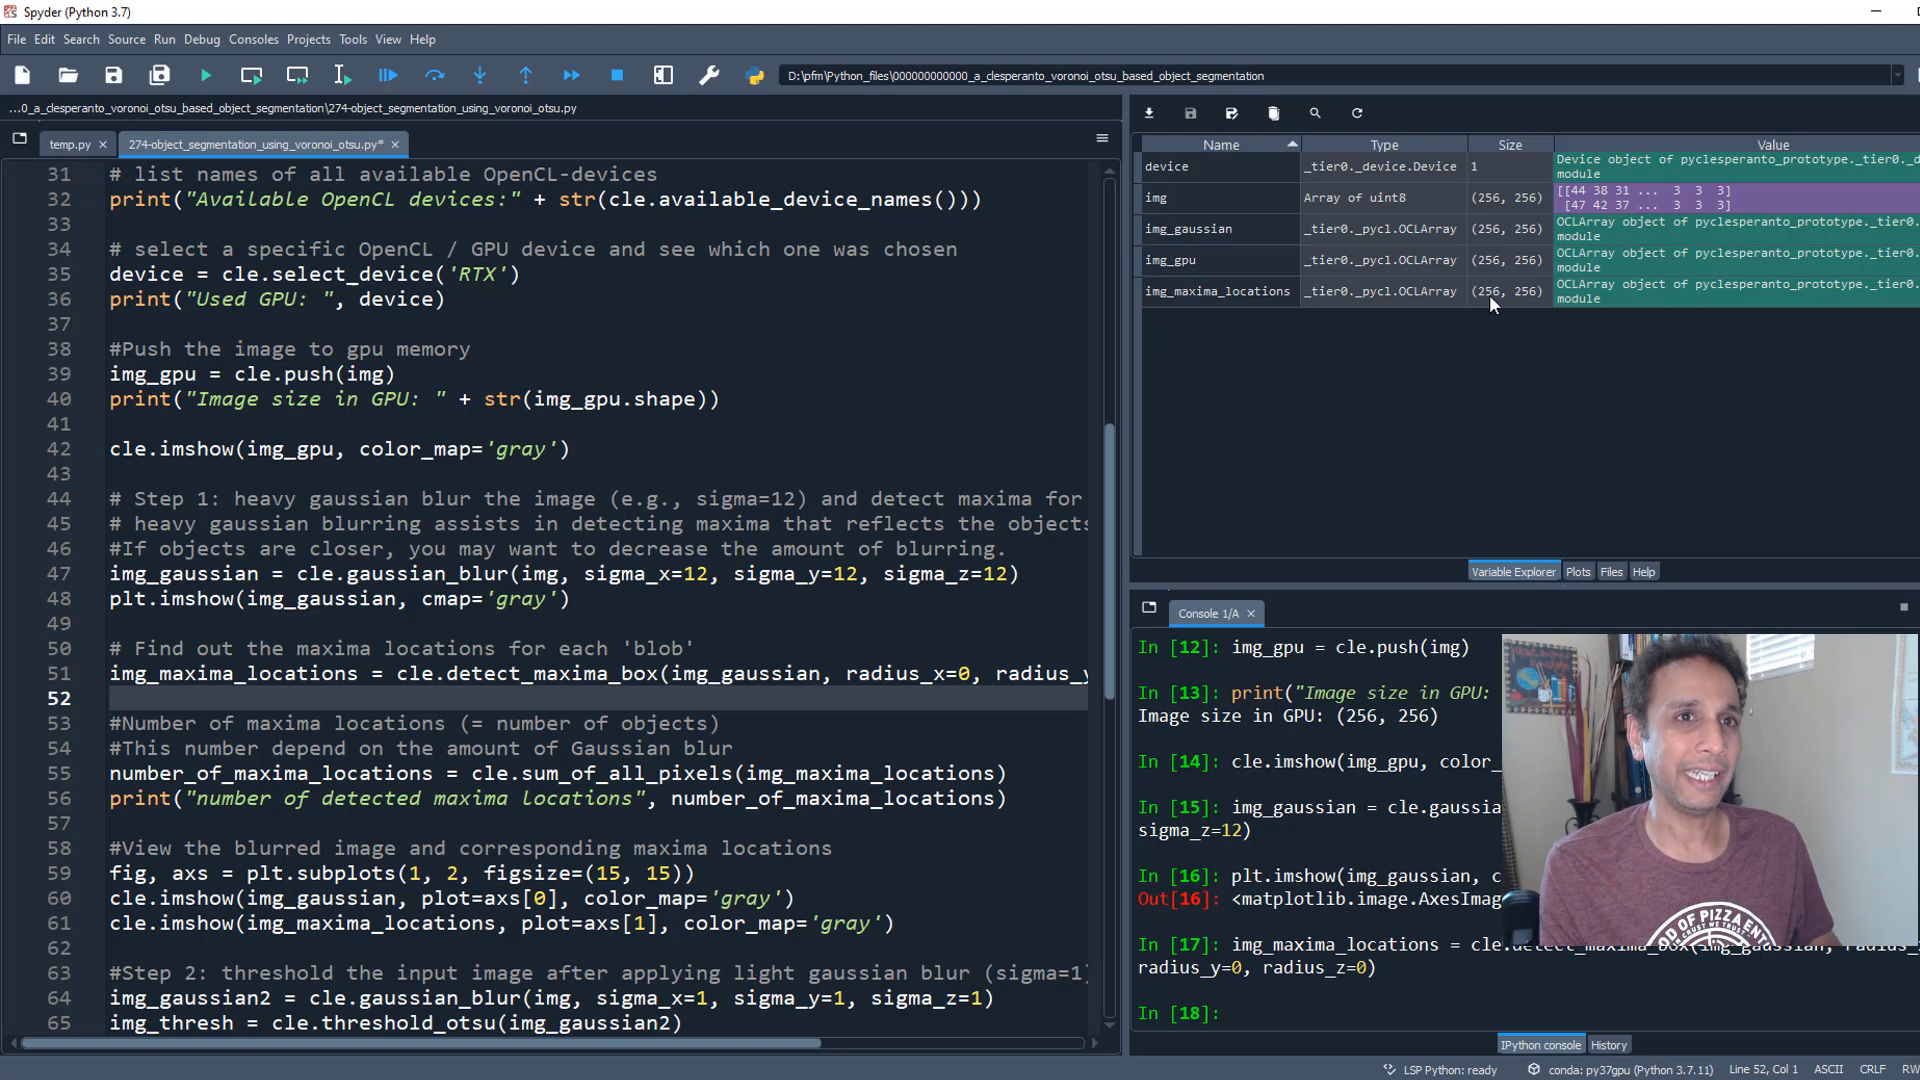 Spyder (Python 3.7)
File Edit Search Source Run Debug Consoles Projects Tools View Help
D:\pfm\Python_files\000000000000_a_clesperanto_voronoi_otsu_based_object_segmentation
...0_a_clesperanto_voronoi_otsu_based_object_segmentation\274-object_segmentation_using_voronoi_otsu.py
temp.py 274-object_segmentation_using_voronoi_otsu.py*
31 # list names of all available OpenCL-devices
32 print("Available OpenCL devices:" + str(cle.available_device_names()))
33
34 # select a specific OpenCL / GPU device and see which one was chosen
35 device = cle.select_device('RTX')
36 print("Used GPU: ", device)
37
38 #Push the image to gpu memory
39 img_gpu = cle.push(img)
40 print("Image size in GPU: " + str(img_gpu.shape))
41
42 cle.imshow(img_gpu, color_map='gray')
43
44 # Step 1: heavy gaussian blur the image (e.g., sigma=12) and detect maxima for
45 # heavy gaussian blurring assists in detecting maxima that reflects the objects
46 #If objects are closer, you may want to decrease the amount of blurring.
47 img_gaussian = cle.gaussian_blur(img, sigma_x=12, sigma_y=12, sigma_z=12)
48 plt.imshow(img_gaussian, cmap='gray')
49
50 # Find out the maxima locations for each 'blob'
51 img_maxima_locations = cle.detect_maxima_box(img_gaussian, radius_x=0, radius_y
52
53 #Number of maxima locations (= number of objects)
54 #This number depend on the amount of Gaussian blur
55 number_of_maxima_locations = cle.sum_of_all_pixels(img_maxima_locations)
56 print("number of detected maxima locations", number_of_maxima_locations)
57
58 #View the blurred image and corresponding maxima locations
59 fig, axs = plt.subplots(1, 2, figsize=(15, 15))
60 cle.imshow(img_gaussian, plot=axs[0], color_map='gray')
61 cle.imshow(img_maxima_locations, plot=axs[1], color_map='gray')
62
63 #Step 2: threshold the input image after applying light gaussian blur (sigma=1)
64 img_gaussian2 = cle.gaussian_blur(img, sigma_x=1, sigma_y=1, sigma_z=1)
65 img_thresh = cle.threshold_otsu(img_gaussian2)
Name Type Size Value
device _tier0._device.Device 1 Device object of pyclesperanto_prototype._tier0._d
module
img Array of uint8 (256, 256) [[44 38 31 ... 3 3 3]
[47 42 37 ... 3 3 3]
img_gaussian _tier0._pycl.OCLArray (256, 256) OCLArray object of pyclesperanto_prototype._tier0.
module
img_gpu _tier0._pycl.OCLArray (256, 256) OCLArray object of pyclesperanto_prototype._tier0.
module
img_maxima_locations _tier0._pycl.OCLArray (256, 256) OCLArray object of pyclesperanto_prototype._tier0.
module
Variable Explorer Plots Files Help
Console 1/A
In [12]: img_gpu = cle.push(img)
In [13]: print("Image size in GPU:
Image size in GPU: (256, 256)
In [14]: cle.imshow(img_gpu, color_
In [15]: img_gaussian = cle.gaussia
sigma_z=12)
In [16]: plt.imshow(img_gaussian, c
Out[16]: <matplotlib.image.AxesImag
In [17]: img_maxima_locations = cle.detect_maxima_box(img_gaussian, radius_x
radius_y=0, radius_z=0)
In [18]:
OD OF PIZZA ENT
IN CRUST WE TRUST
IPython console History
LSP Python: ready conda: py37gpu (Python 3.7.11) Line 52, Col 1 ASCII CRLF RW